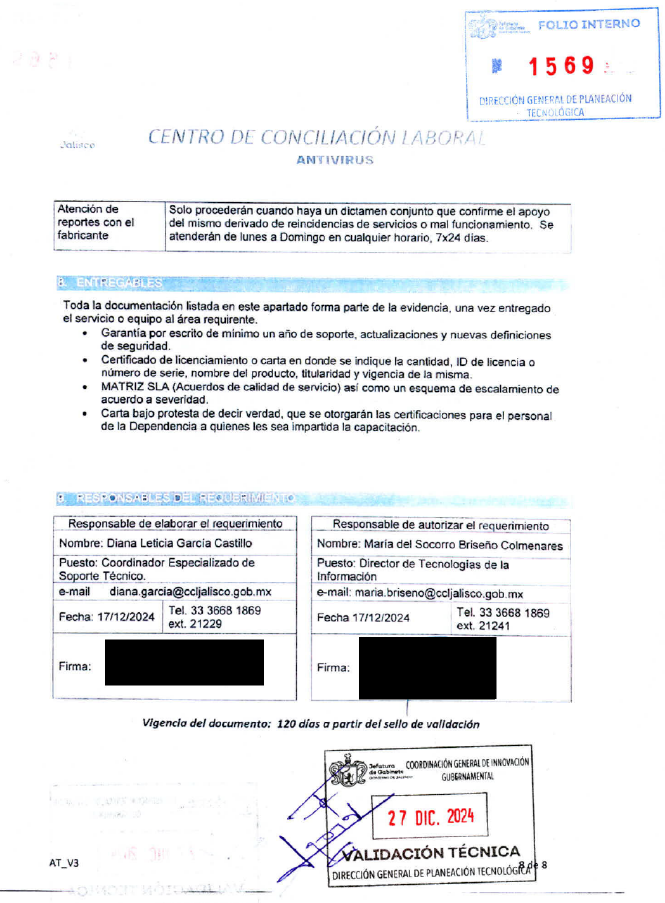 Jefatura de Gabinete
FOLIO INTERNO
1569
DIRECCIÓN GENERAL DE PLANEACIÓN
TECNOLÓGICA
Jalisco
CENTRO DE CONCILIACIÓN LABORAL
ANTIVIRUS
Atención de reportes con el fabricante
Solo procederán cuando haya un dictamen conjunto que confirme el apoyo
del mismo derivado de reincidencias de servicios o mal funcionamiento. Se
atenderán de lunes a Domingo en cualquier horario, 7x24 días.
8. ENTREGABLES
Toda la documentación listada en este apartado forma parte de la evidencia, una vez entregado
el servicio o equipo al área requirente.
• Garantía por escrito de mínimo un año de soporte, actualizaciones y nuevas definiciones
de seguridad.
• Certificado de licenciamiento o carta en donde se indique la cantidad, ID de licencia o
número de serie, nombre del producto, titularidad y vigencia de la misma.
• MATRIZ SLA (Acuerdos de calidad de servicio) así como un esquema de escalamiento de
acuerdo a severidad.
• Carta bajo protesta de decir verdad, que se otorgarán las certificaciones para el personal
de la Dependencia a quienes les sea impartida la capacitación.
9. RESPONSABLES DEL REQUERIMIENTO
Responsable de elaborar el requerimiento
Nombre: Diana Leticia García Castillo
Puesto: Coordinador Especializado de
Soporte Técnico.
e-mail diana.garcia@ccljalisco.gob.mx
Fecha: 17/12/2024
Tel. 33 3668 1869
ext. 21229
Firma:
Responsable de autorizar el requerimiento
Nombre: María del Socorro Briseño Colmenares
Puesto: Director de Tecnologías de la
Información
e-mail: maria.briseno@ccljalisco.gob.mx
Fecha 17/12/2024
Tel. 33 3668 1869
ext. 21241
Firma:
Vigencia del documento: 120 días a partir del sello de validación
Jefatura
de Gabinete
COORDINACIÓN GENERAL DE INNOVACIÓN
GUBERNAMENTAL
27 DIC. 2024
VALIDACIÓN TÉCNICA
DIRECCIÓN GENERAL DE PLANEACIÓN TECNOLÓGICA
AT_V3
8 de 8